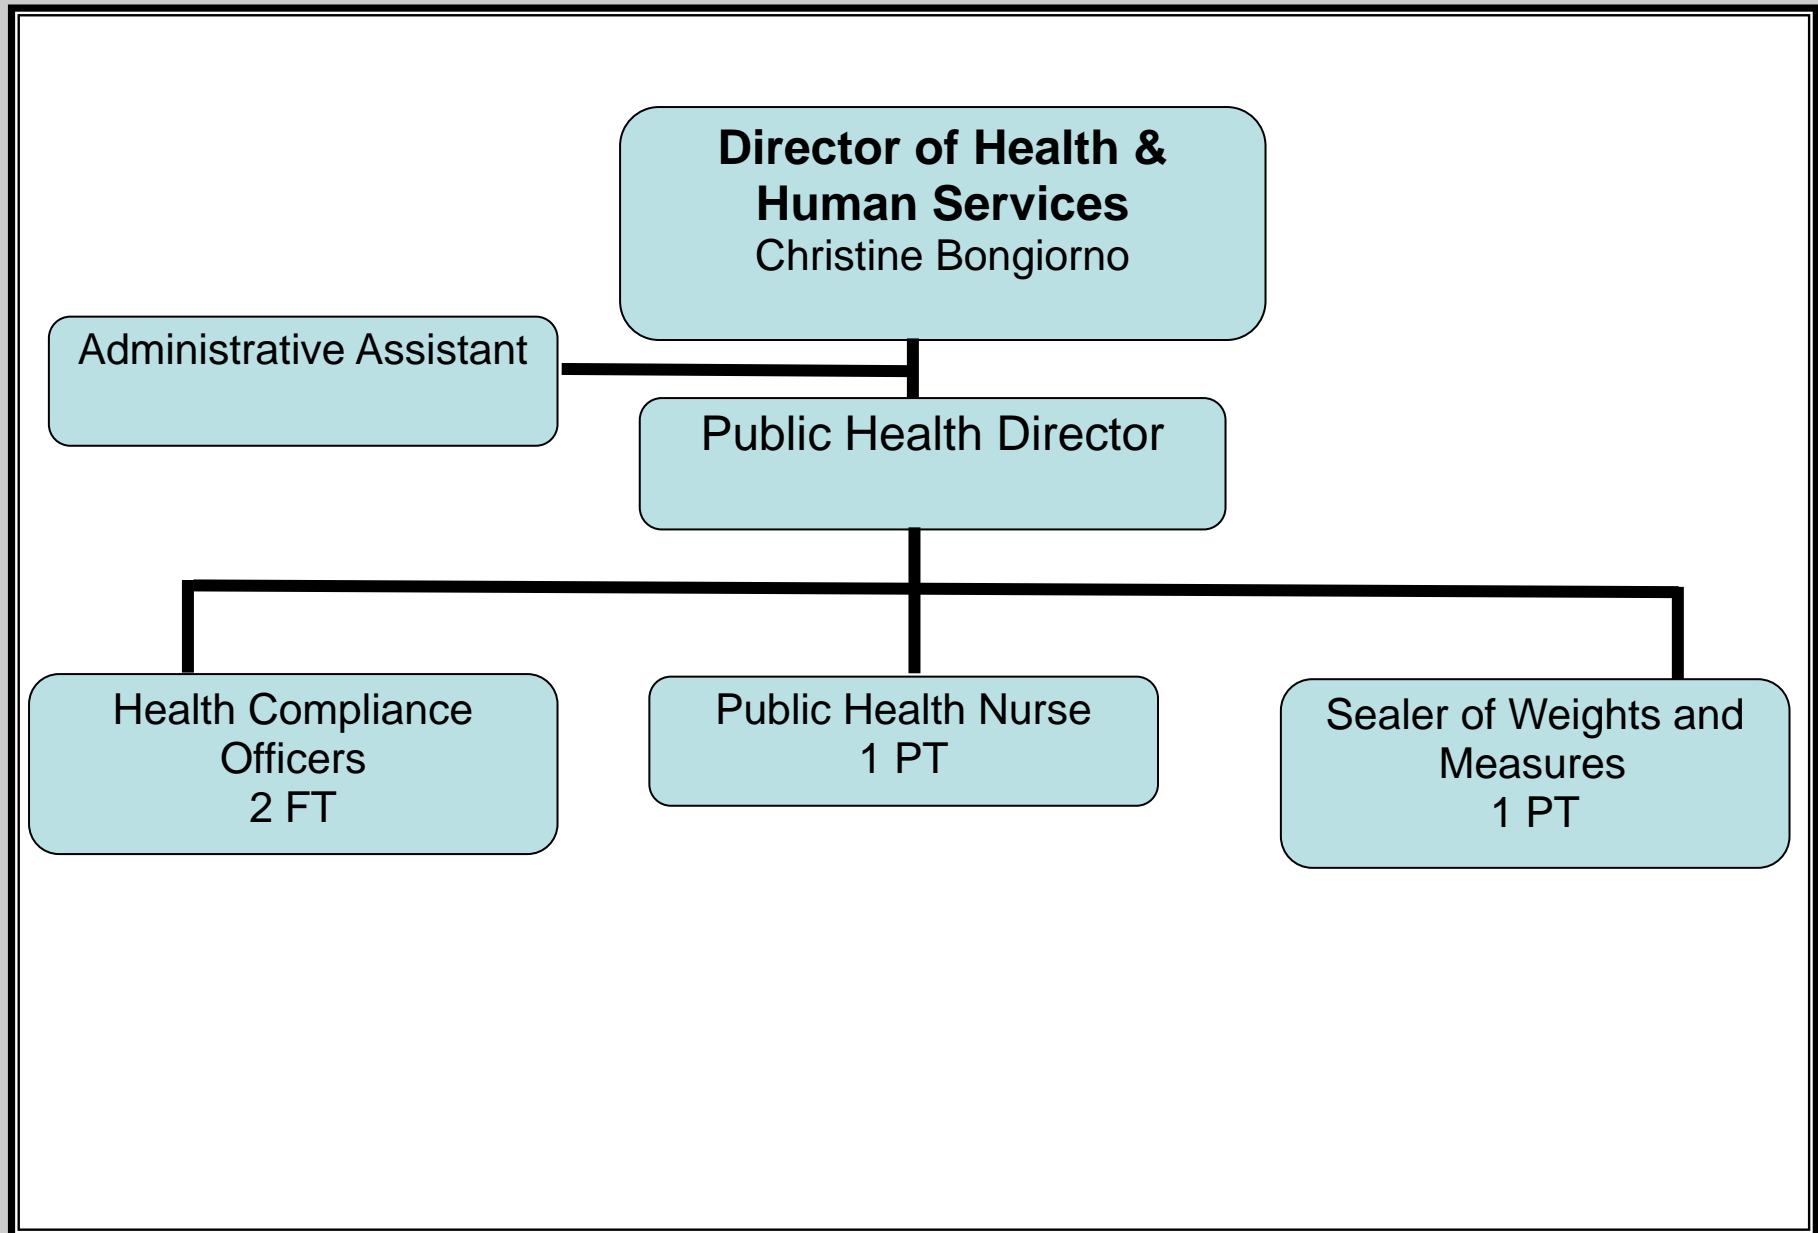 Director of Health &
Human Services
Christine Bongiorno
Administrative Assistant
Public Health Director
Health Compliance
Officers
2 FT
Public Health Nurse
1 PT
Sealer of Weights and
Measures
1 PT